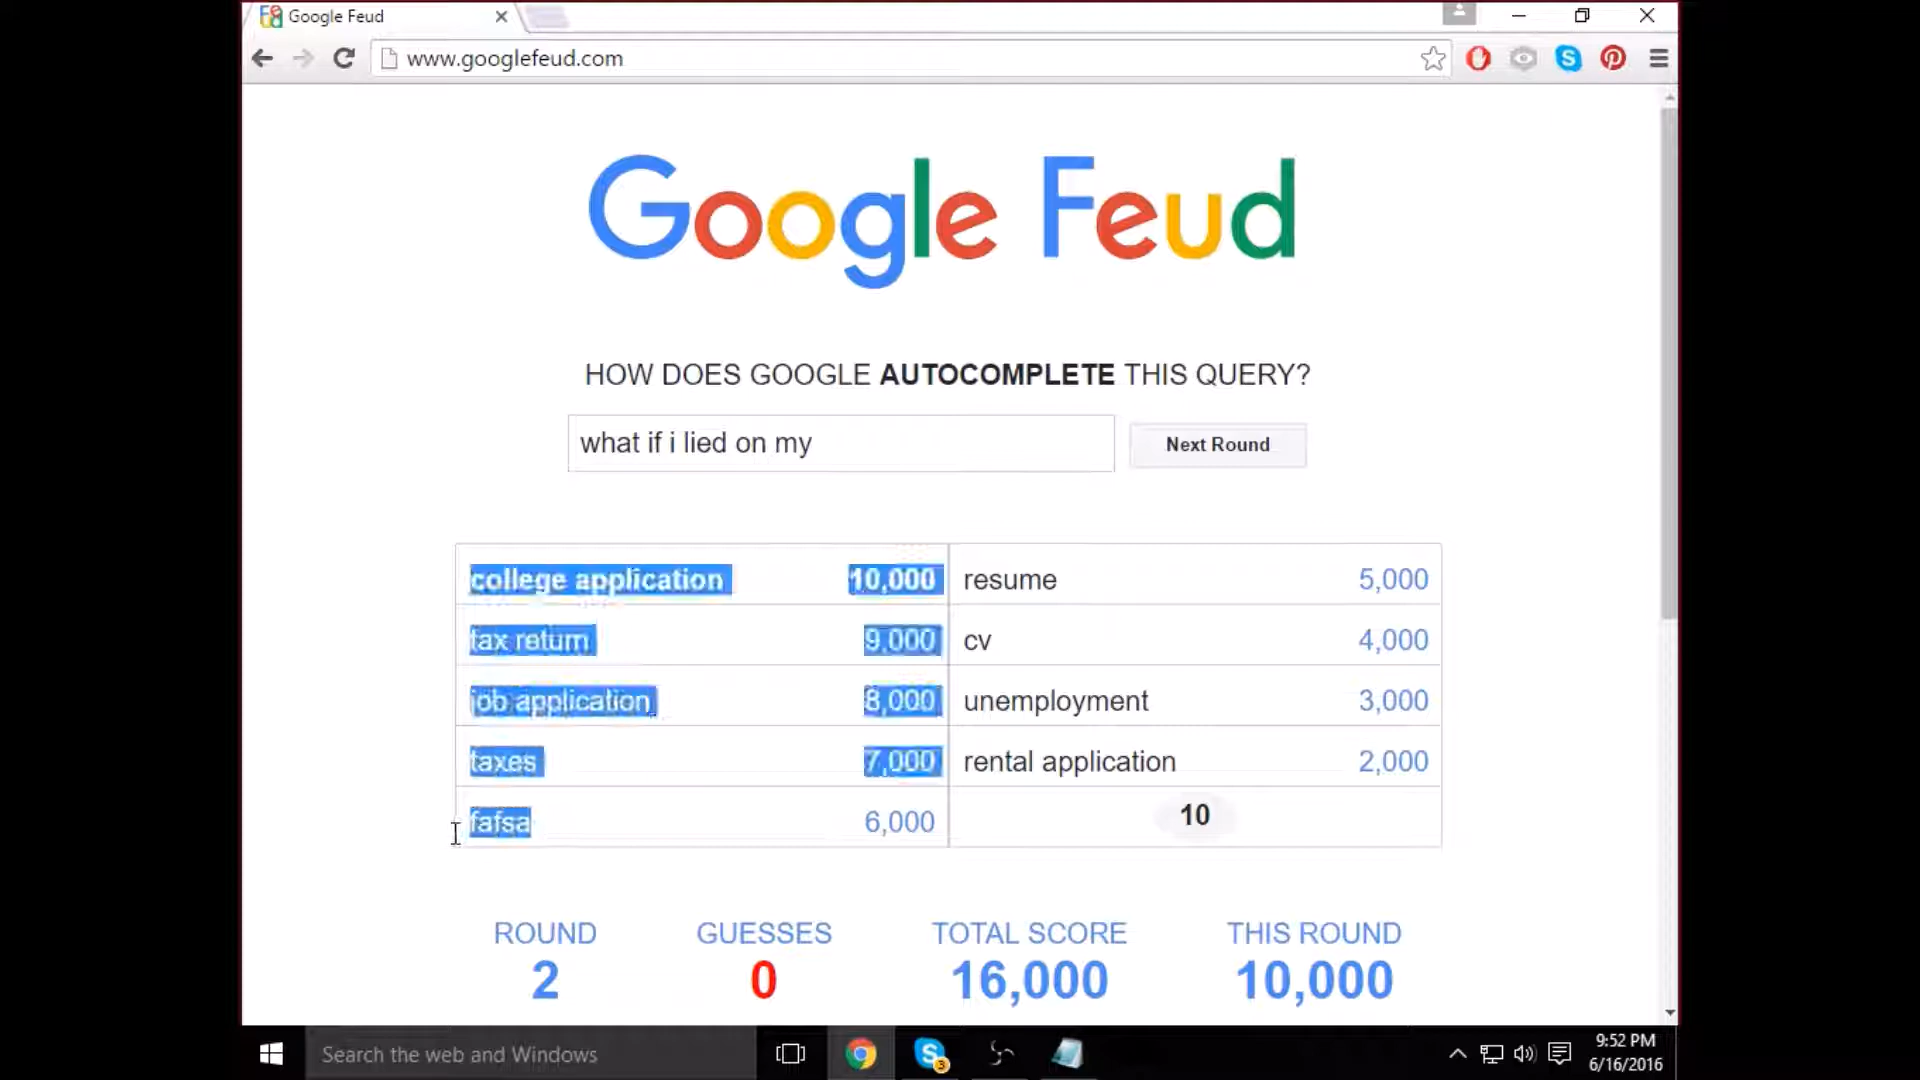 Google Feud
www.googlefeud.com
Google Feud
HOW DOES GOOGLE AUTOCOMPLETE THIS QUERY?
what if i lied on my
Next Round
college application 10,000 resume 5,000
tax return 9,000 cv 4,000
job application 8,000 unemployment 3,000
taxes 7,000 rental application 2,000
fafsa 6,000 10
ROUND GUESSES TOTAL SCORE THIS ROUND
2 0 16,000 10,000
Search the web and Windows
3
9:52 PM
6/16/2016